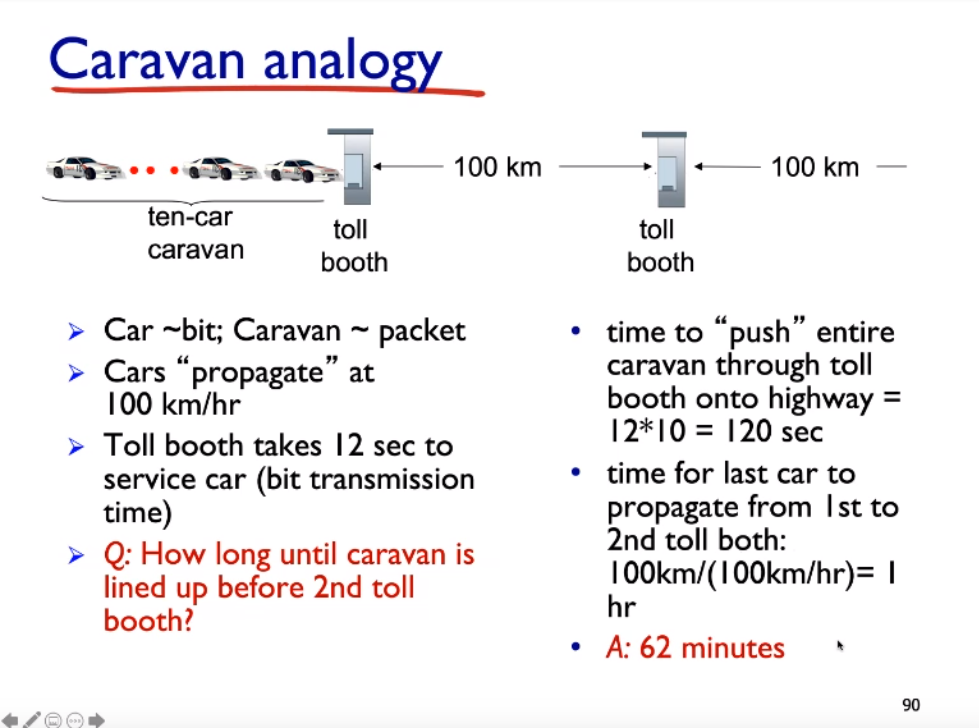 Caravan analogy
100 km
100 km
ten-car
caravan
toll
booth
toll
booth
Car ~bit; Caravan ~ packet
Cars “propagate” at
100 km/hr
Toll booth takes 12 sec to
service car (bit transmission
time)
Q: How long until caravan is
lined up before 2nd toll
booth?
time to “push” entire
caravan through toll
booth onto highway =
12*10 = 120 sec
time for last car to
propagate from 1st to
2nd toll both:
100km/(100km/hr)= 1
hr
A: 62 minutes
90